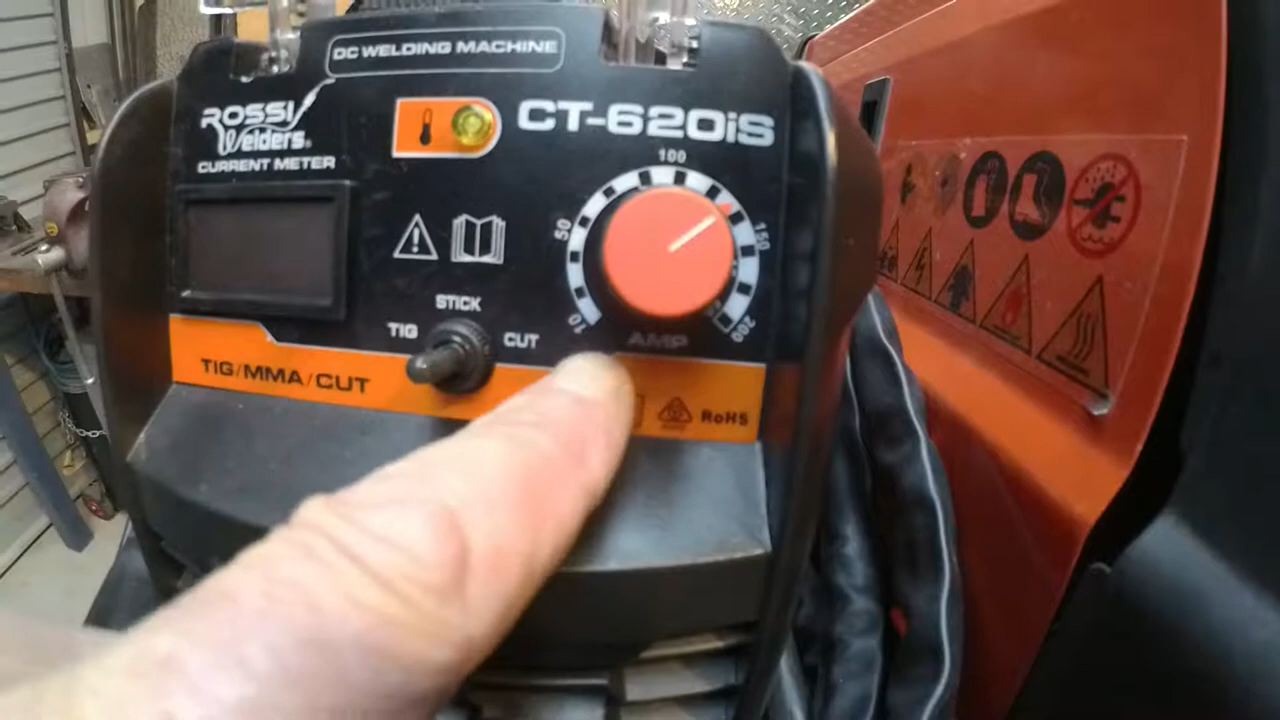 DC WELDING MACHINE
ROSSI
Welders®
CURRENT METER
CT-620iS
100
50
150
10
200
AMP
STICK
TIG
CUT
TIG/MMA/CUT
RoHS